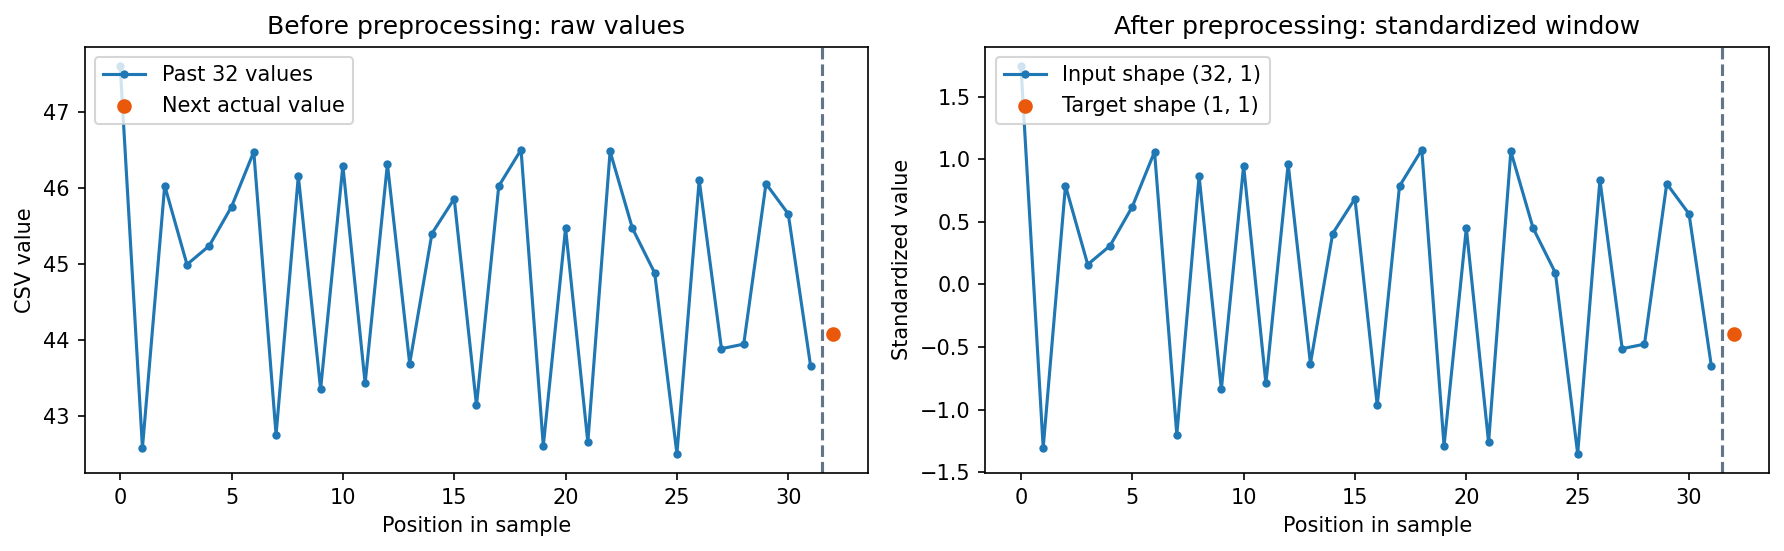 Before preprocessing: raw values
Past 32 values
Next actual value
47
46
45
44
43
CSV value
0 5 10 15 20 25 30
Position in sample
After preprocessing: standardized window
Input shape (32, 1)
Target shape (1, 1)
1.5
1.0
0.5
0.0
−0.5
−1.0
−1.5
Standardized value
0 5 10 15 20 25 30
Position in sample